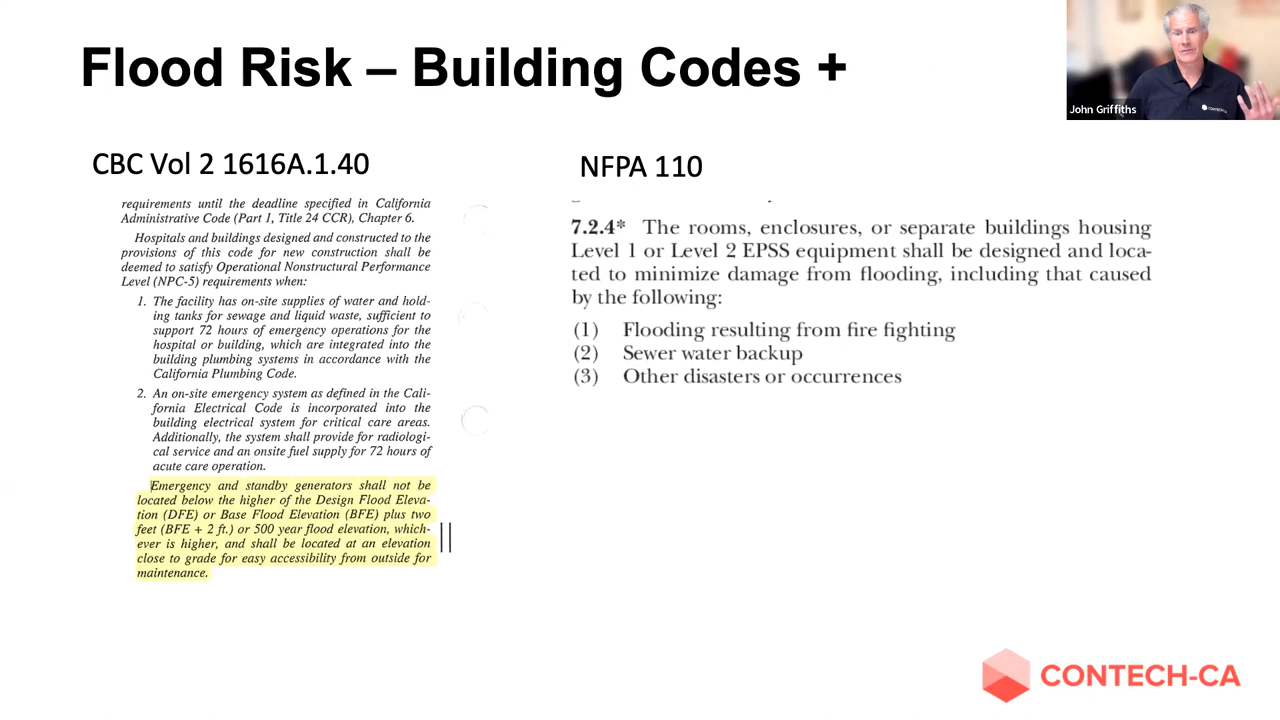 Flood Risk – Building Codes +
John Griffiths
CONTECH-CA
CBC Vol 2 1616A.1.40
requirements until the deadline specified in California
Administrative Code (Part 1, Title 24 CCR), Chapter 6.
Hospitals and buildings designed and constructed to the
provisions of this code for new construction shall be
deemed to satisfy Operational Nonstructural Performance
Level (NPC-5) requirements when:
1. The facility has on-site supplies of water and hold-
ing tanks for sewage and liquid waste, sufficient to
support 72 hours of emergency operations for the
hospital or building, which are integrated into the
building plumbing systems in accordance with the
California Plumbing Code.
2. An on-site emergency system as defined in the Cali-
fornia Electrical Code is incorporated into the
building electrical system for critical care areas.
Additionally, the system shall provide for radiologi-
cal service and an onsite fuel supply for 72 hours of
acute care operation.
Emergency and standby generators shall not be
located below the higher of the Design Flood Eleva-
tion (DFE) or Base Flood Elevation (BFE) plus two
feet (BFE + 2 ft.) or 500 year flood elevation, which-
ever is higher, and shall be located at an elevation
close to grade for easy accessibility from outside for
maintenance.
NFPA 110
7.2.4* The rooms, enclosures, or separate buildings housing
Level 1 or Level 2 EPSS equipment shall be designed and loca-
ted to minimize damage from flooding, including that caused
by the following:
(1) Flooding resulting from fire fighting
(2) Sewer water backup
(3) Other disasters or occurrences
CONTECH-CA